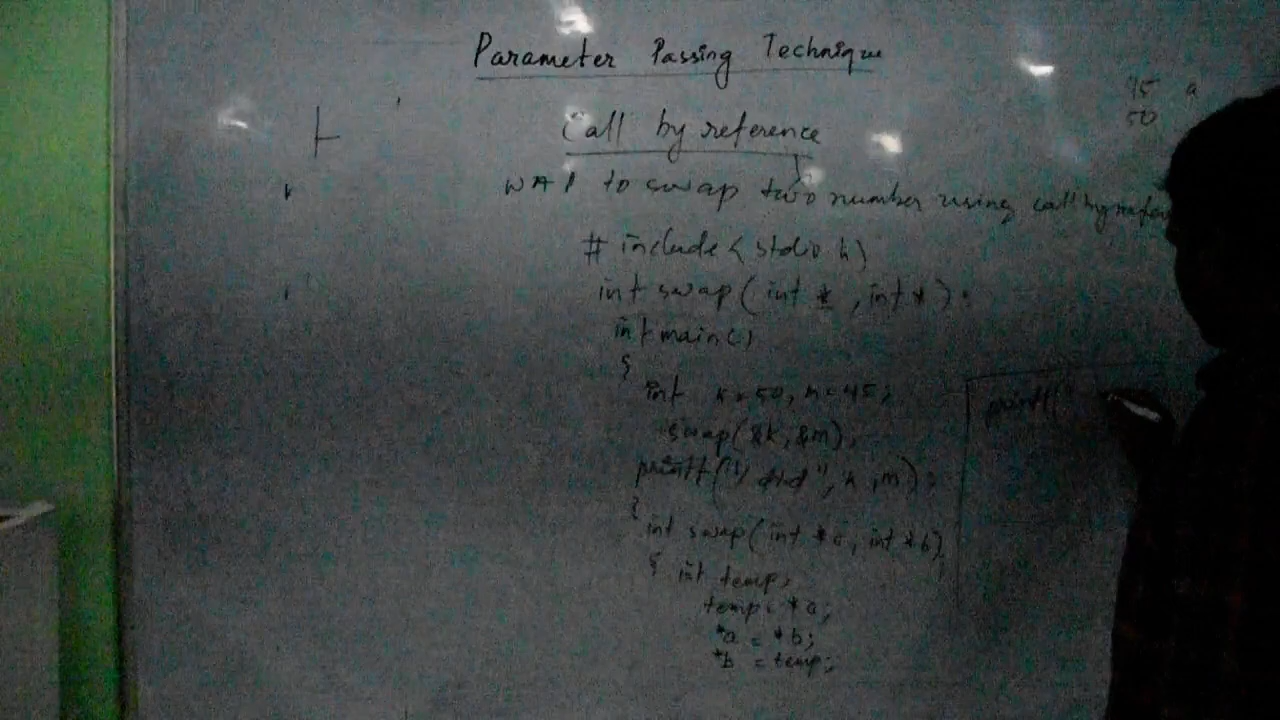 Parameter Passing Technique
45 a
50
Call by reference
WAP to swap two number using call by refer
# include < stdio h)
int swap ( int * , int * ) .
int main()
{
int k = 50, m = 45;
swap(&k, &m),
printf(" , k , m);
{
int swap( int * a, int * b)
{ int temp;
temp = * a;
*a = *b;
*b = temp;
printf("